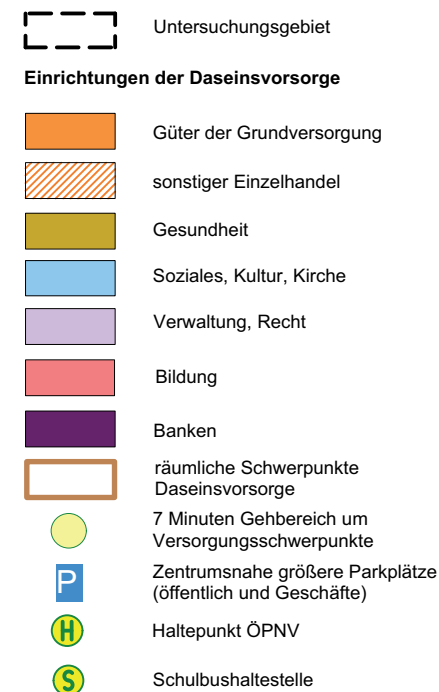 Untersuchungsgebiet
Einrichtungen der Daseinsvorsorge
Güter der Grundversorgung
sonstiger Einzelhandel
Gesundheit
Soziales, Kultur, Kirche
Verwaltung, Recht
Bildung
Banken
räumliche Schwerpunkte
Daseinsvorsorge
7 Minuten Gehbereich um
Versorgungsschwerpunkte
P Zentrumsnahe größere Parkplätze
(öffentlich und Geschäfte)
H Haltepunkt ÖPNV
S Schulbushaltestelle